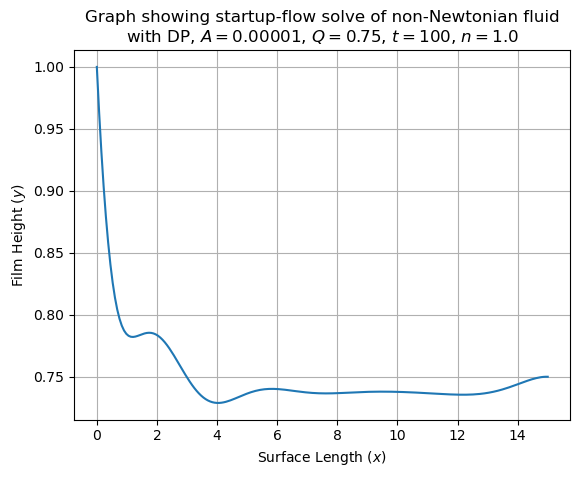 Graph showing startup-flow solve of non-Newtonian fluid
with DP, A = 0.00001, Q = 0.75, t = 100, n = 1.0
1.00
0.95
0.90
0.85
0.80
0.75
Film Height (y)
0 2 4 6 8 10 12 14
Surface Length (x)